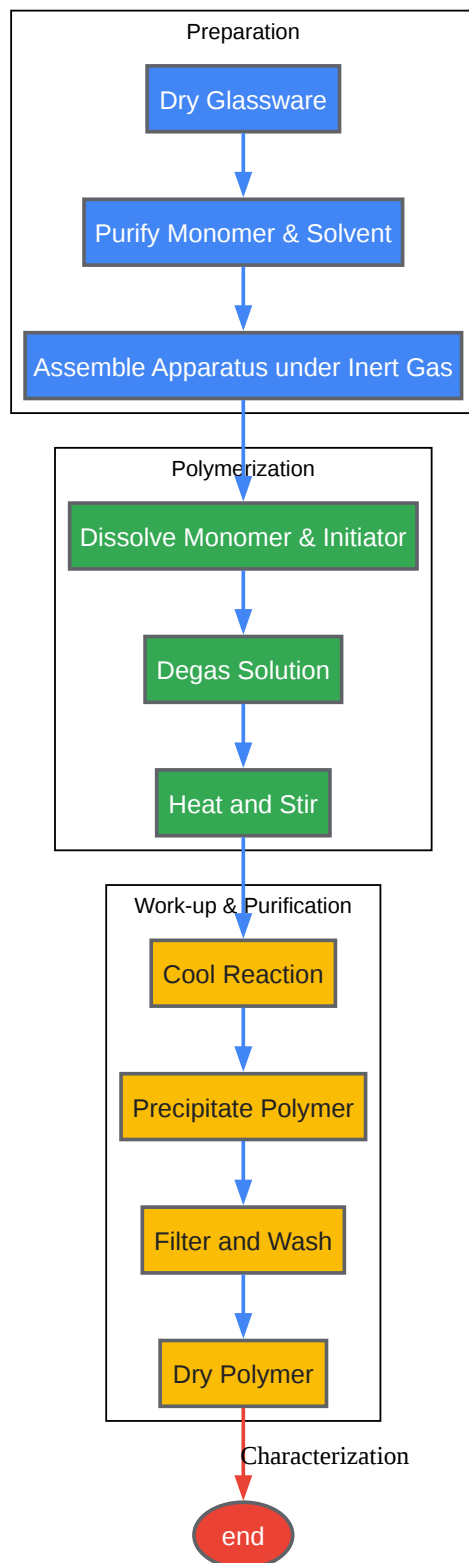 Preparation
Dry Glassware
Purify Monomer & Solvent
Assemble Apparatus under Inert Gas
Polymerization
Dissolve Monomer & Initiator
Degas Solution
Heat and Stir
Work-up & Purification
Cool Reaction
Precipitate Polymer
Filter and Wash
Dry Polymer
Characterization
end